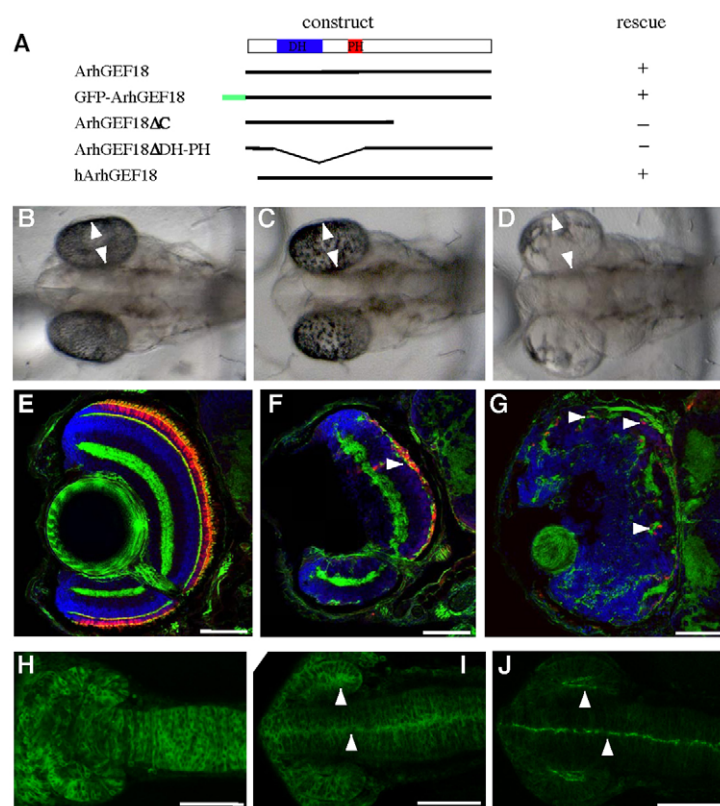 construct
rescue
A
DH
PH
ArhGEF18
+
GFP-ArhGEF18
+
ArhGEF18ΔC
–
ArhGEF18ΔDH-PH
–
hArhGEF18
+
B
C
D
E
F
G
H
I
J